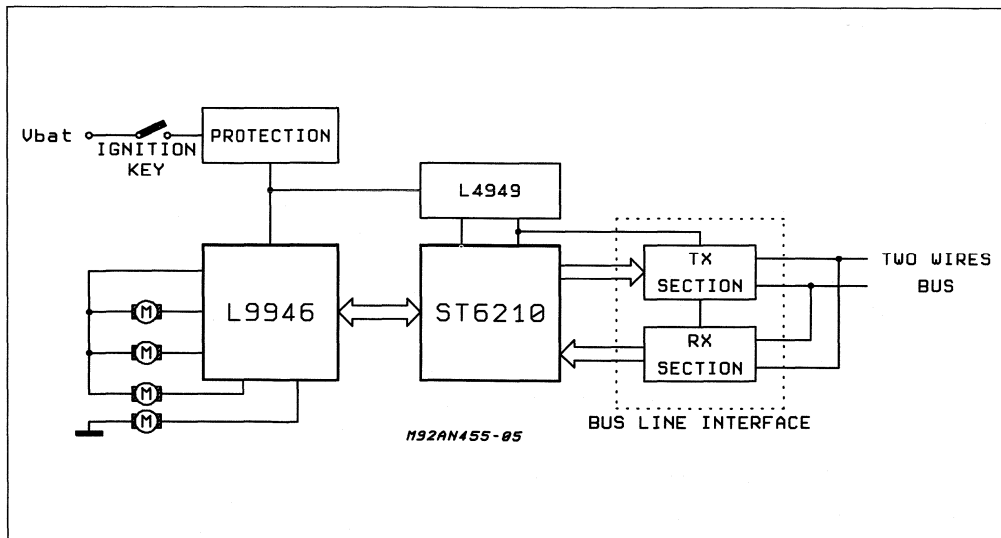 Vbat
IGNITION
KEY
PROTECTION
L4949
L9946
ST6210
TX
SECTION
RX
SECTION
TWO WIRES
BUS
M
M
M
M
M92AN455-05
BUS LINE INTERFACE